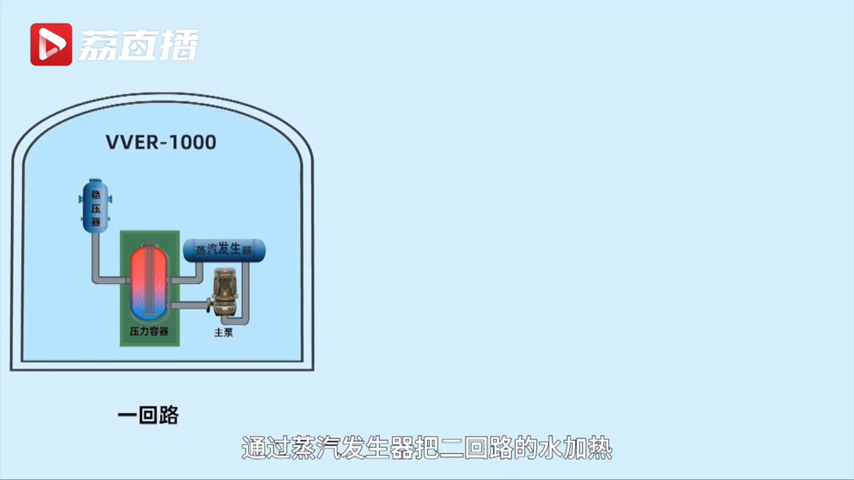 荔直播
VVER-1000
稳压器
蒸汽发生器
压力容器
主泵
一回路
通过蒸汽发生器把二回路的水加热